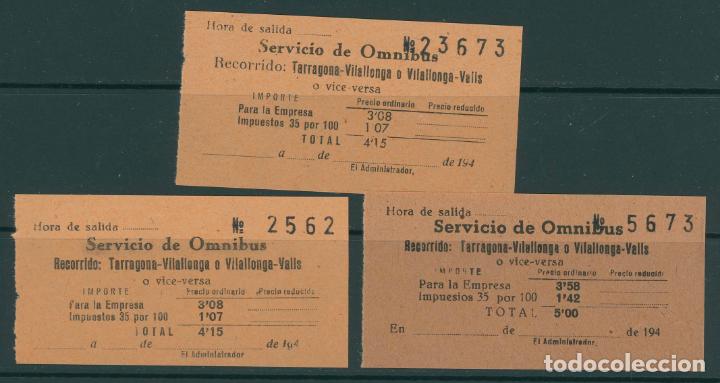 Hora de salida
Nº 23673
Servicio de Omnibus
Recorrido: Tarragona-Vilallonga o Vilallonga-Valls
o vice-versa
IMPORTE Precio ordinario Precio reducido
Para la Empresa 3'08
Impuestos 35 por 100 1'07
TOTAL 4'15
a de de 194
El Administrador,
Hora de salida
Nº 2562
Servicio de Omnibus
Recorrido: Tarragona-Vilallonga o Vilallonga-Valls
o vice-versa
IMPORTE Precio ordinario Precio reducido
Para la Empresa 3'08
Impuestos 35 por 100 1'07
TOTAL 4'15
a de de 194
El Administrador
Hora de salida
Nº 5673
Servicio de Omnibus
Recorrido: Tarragona-Vilallonga o Vilallonga-Valls
o vice-versa
IMPORTE Precio ordinario Precio reducido
Para la Empresa 3'58
Impuestos 35 por 100 1'42
TOTAL 5'00
En de de 194
El Administrador,
todocoleccion.net